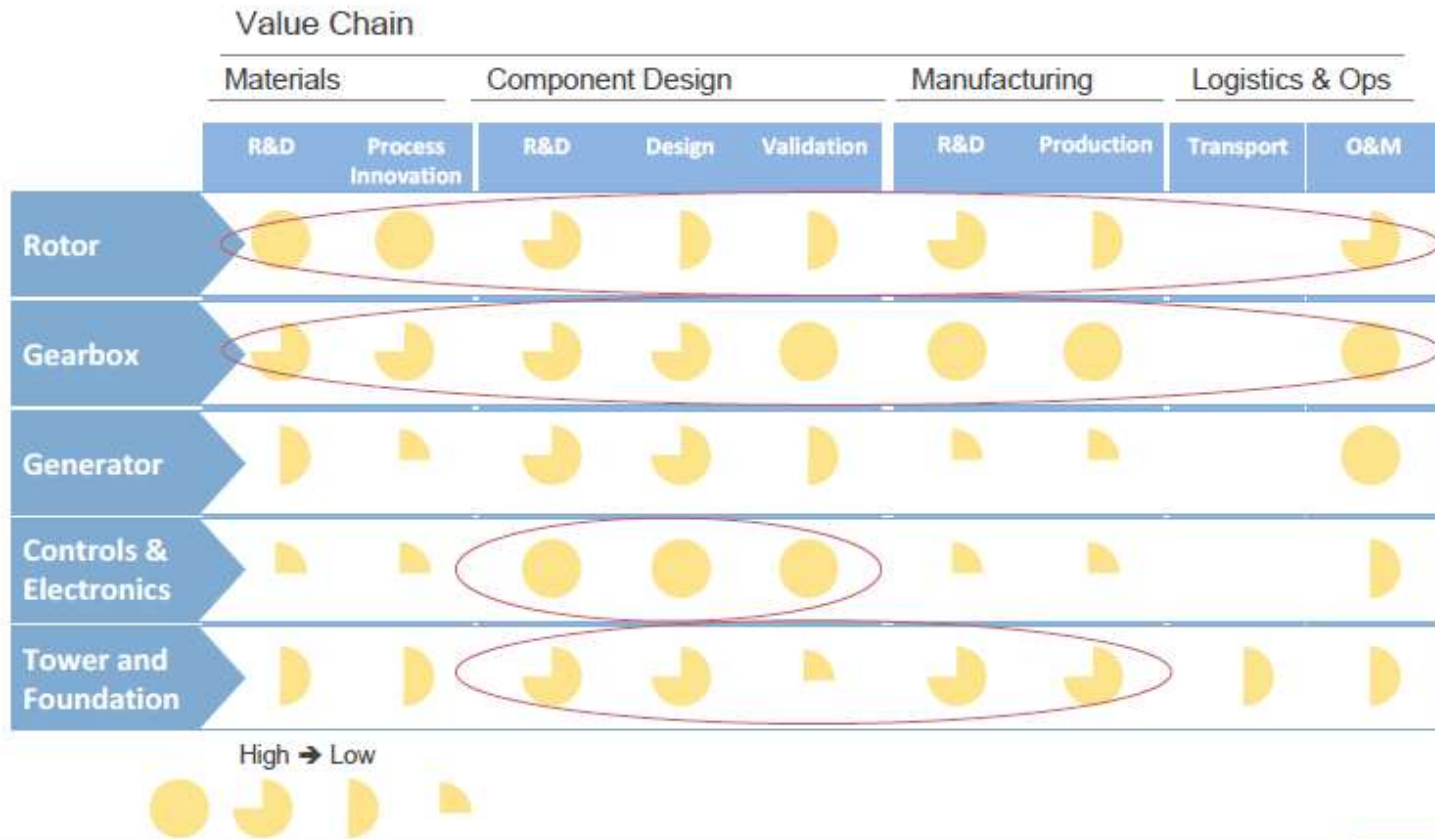 Value Chain
Materials
Component Design
Manufacturing
Logistics & Ops
R&D
Process
Innovation
R&D
Design
Validation
R&D
Production
Transport
O&M
Rotor
Gearbox
Generator
Controls &
Electronics
Tower and
Foundation
High ➔ Low